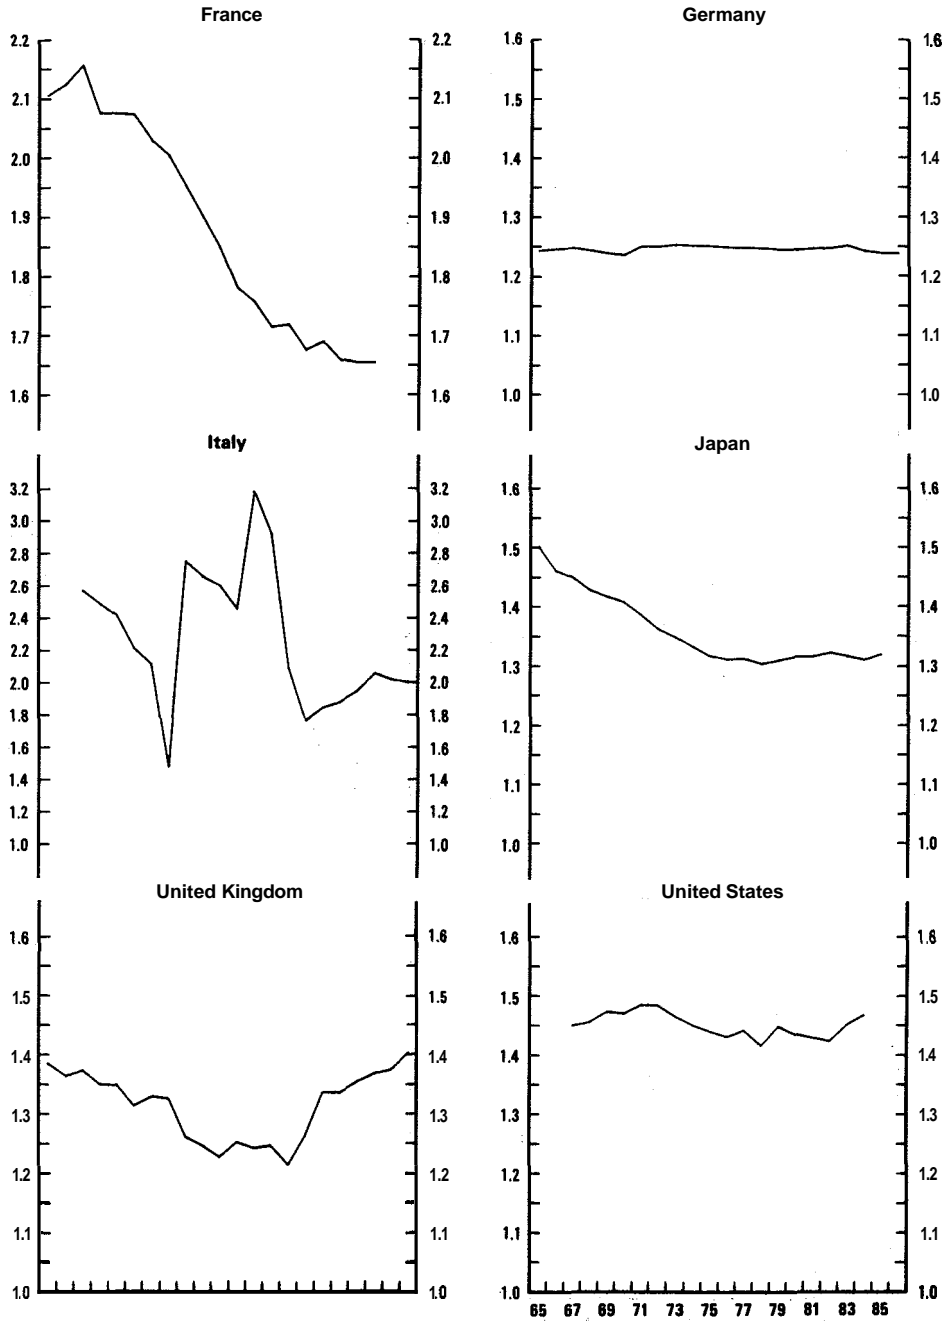 France Germany
2.2 2.2 1.6 1.6
2.1 2.1 1.5 1.5
2.0 2.0 1.4 1.4
1.9 1.9 1.3 1.3
1.8 1.8 1.2 1.2
1.7 1.7 1.1 1.1
1.6 1.6 1.0 1.0
Italy Japan
3.2 3.2 1.6 1.6
3.0 3.0
2.8 2.8 1.5 1.5
2.6 2.6
2.4 2.4 1.4 1.4
2.2 2.2
2.0 2.0 1.3 1.3
1.8 1.8
1.6 1.6 1.2 1.2
1.4 1.4
1.2 1.2 1.1 1.1
1.0 1.0 1.0 1.0
United Kingdom United States
1.6 1.6 1.6 1.6
1.5 1.5 1.5 1.5
1.4 1.4 1.4 1.4
1.3 1.3 1.3 1.3
1.2 1.2 1.2 1.2
1.1 1.1 1.1 1.1
1.0 1.0 1.0 1.0
65 67 69 71 73 75 77 79 81 83 85